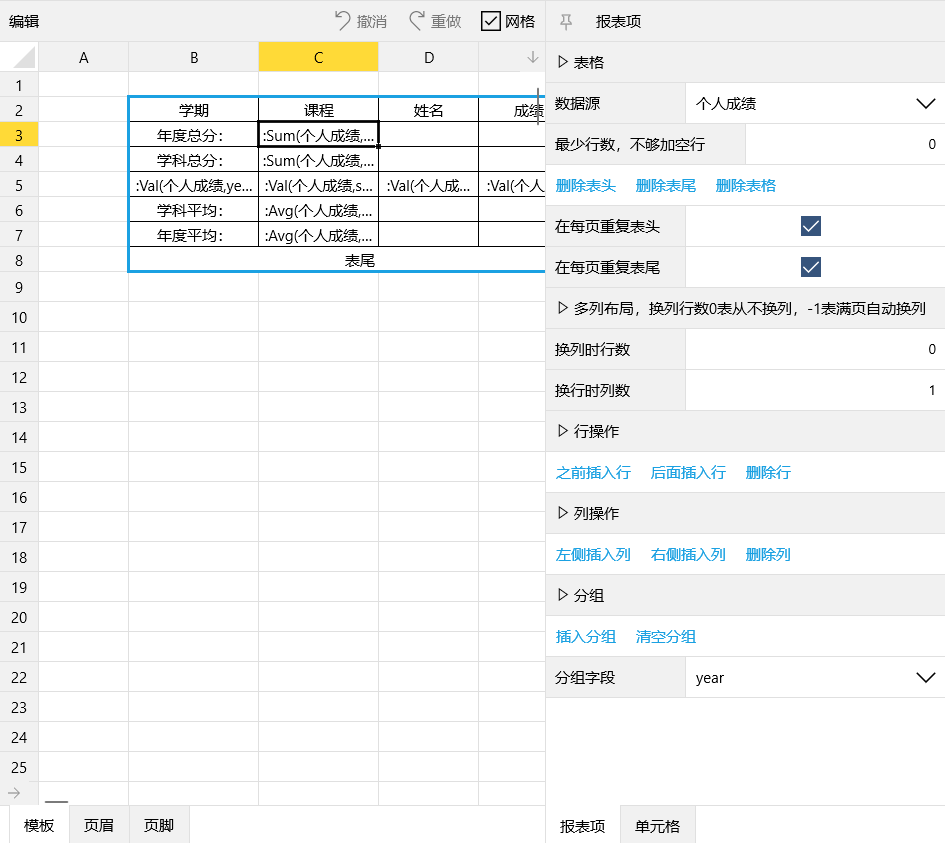 编辑 撤消 重做 网格
A B C D
1
2 学期 课程 姓名 成绩
3 年度总分: :Sum(个人成绩,...
4 学科总分: :Sum(个人成绩,...
5 :Val(个人成绩,ye... :Val(个人成绩,s... :Val(个人成... :Val(个人
6 学科平均: :Avg(个人成绩,...
7 年度平均: :Avg(个人成绩,...
8 表尾
9
10
11
12
13
14
15
16
17
18
19
20
21
22
23
24
25
模板 页眉 页脚
报表项
表格
数据源 个人成绩
最少行数，不够加空行 0
删除表头 删除表尾 删除表格
在每页重复表头
在每页重复表尾
多列布局，换列行数0表从不换列，-1表满页自动换列
换列时行数 0
换行时列数 1
行操作
之前插入行 后面插入行 删除行
列操作
左侧插入列 右侧插入列 删除列
分组
插入分组 清空分组
分组字段 year
报表项 单元格